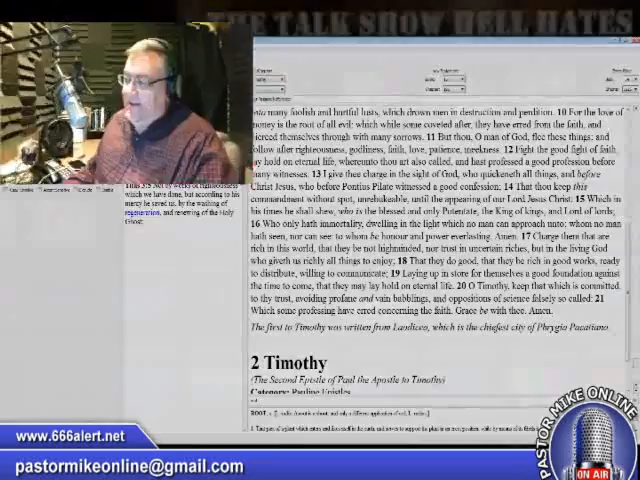 THE TALK SHOW HELL HATES
into many foolish and hurtful lusts, which drown men in destruction and perdition. 10 For the love of
money is the root of all evil: which while some coveted after, they have erred from the faith, and
pierced themselves through with many sorrows. 11 But thou, O man of God, flee these things; and
follow after righteousness, godliness, faith, love, patience, meekness. 12 Fight the good fight of faith,
lay hold on eternal life, whereunto thou art also called, and hast professed a good profession before
many witnesses. 13 I give thee charge in the sight of God, who quickeneth all things, and before
Christ Jesus, who before Pontius Pilate witnessed a good confession; 14 That thou keep this
commandment without spot, unrebukeable, until the appearing of our Lord Jesus Christ: 15 Which in
his times he shall shew, who is the blessed and only Potentate, the King of kings, and Lord of lords;
16 Who only hath immortality, dwelling in the light which no man can approach unto; whom no man
hath seen, nor can see: to whom be honour and power everlasting. Amen. 17 Charge them that are
rich in this world, that they be not highminded, nor trust in uncertain riches, but in the living God
who giveth us richly all things to enjoy; 18 That they do good, that they be rich in good works, ready
to distribute, willing to communicate; 19 Laying up in store for themselves a good foundation against
the time to come, that they may lay hold on eternal life. 20 O Timothy, keep that which is committed
to thy trust, avoiding profane and vain babblings, and oppositions of science falsely so called: 21
Which some professing have erred concerning the faith. Grace be with thee. Amen.
The first to Timothy was written from Laodicea, which is the chiefest city of Phrygia Pacatiana.
2 Timothy
(The Second Epistle of Paul the Apostle to Timothy)
Category: Pauline Epistles
Titus 3:5 Not by works of righteousness
which we have done, but according to his
mercy he saved us, by the washing of
regeneration, and renewing of the Holy
Ghost;
www.666alert.net
pastormikeonline@gmail.com
PASTOR MIKE ONLINE
ON AIR